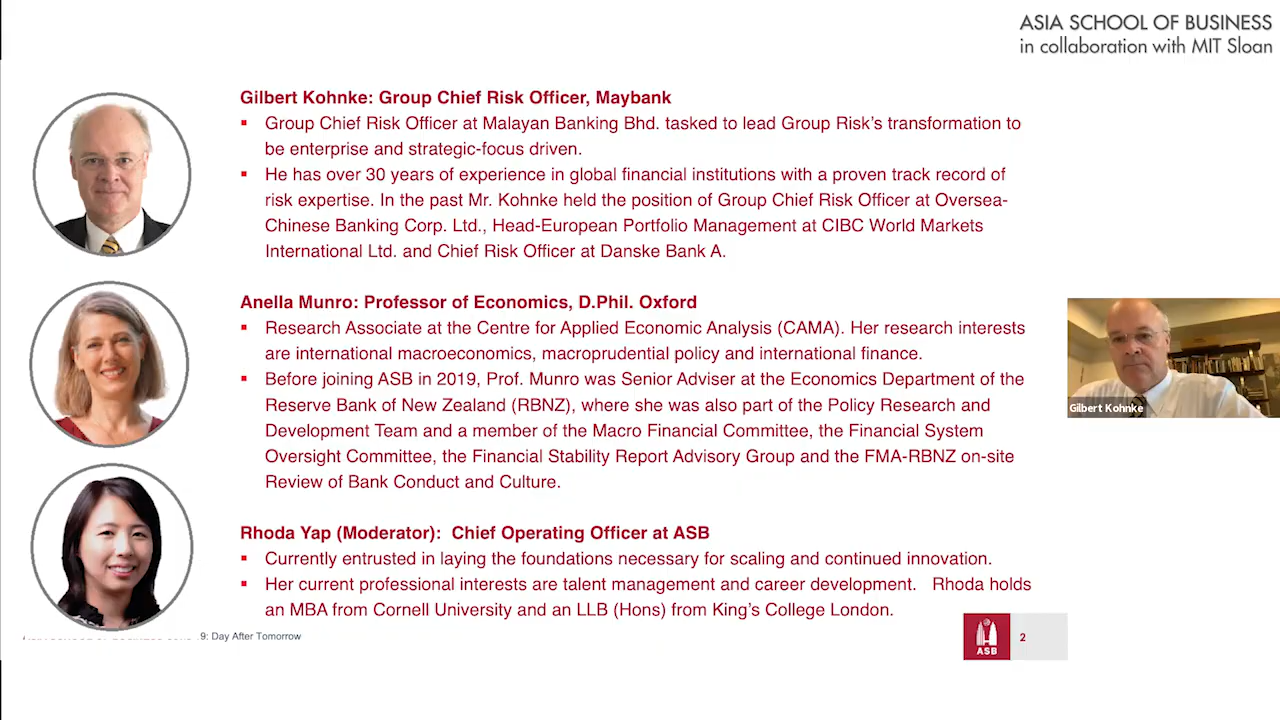 ASIA SCHOOL OF BUSINESS
in collaboration with MIT Sloan
Gilbert Kohnke: Group Chief Risk Officer, Maybank
▪ Group Chief Risk Officer at Malayan Banking Bhd. tasked to lead Group Risk's transformation to
be enterprise and strategic-focus driven.
▪ He has over 30 years of experience in global financial institutions with a proven track record of
risk expertise. In the past Mr. Kohnke held the position of Group Chief Risk Officer at Oversea-
Chinese Banking Corp. Ltd., Head-European Portfolio Management at CIBC World Markets
International Ltd. and Chief Risk Officer at Danske Bank A.
Anella Munro: Professor of Economics, D.Phil. Oxford
▪ Research Associate at the Centre for Applied Economic Analysis (CAMA). Her research interests
are international macroeconomics, macroprudential policy and international finance.
▪ Before joining ASB in 2019, Prof. Munro was Senior Adviser at the Economics Department of the
Reserve Bank of New Zealand (RBNZ), where she was also part of the Policy Research and
Development Team and a member of the Macro Financial Committee, the Financial System
Oversight Committee, the Financial Stability Report Advisory Group and the FMA-RBNZ on-site
Review of Bank Conduct and Culture.
Gilbert Kohnke
Rhoda Yap (Moderator): Chief Operating Officer at ASB
▪ Currently entrusted in laying the foundations necessary for scaling and continued innovation.
▪ Her current professional interests are talent management and career development. Rhoda holds
an MBA from Cornell University and an LLB (Hons) from King's College London.
9: Day After Tomorrow
ASB
2